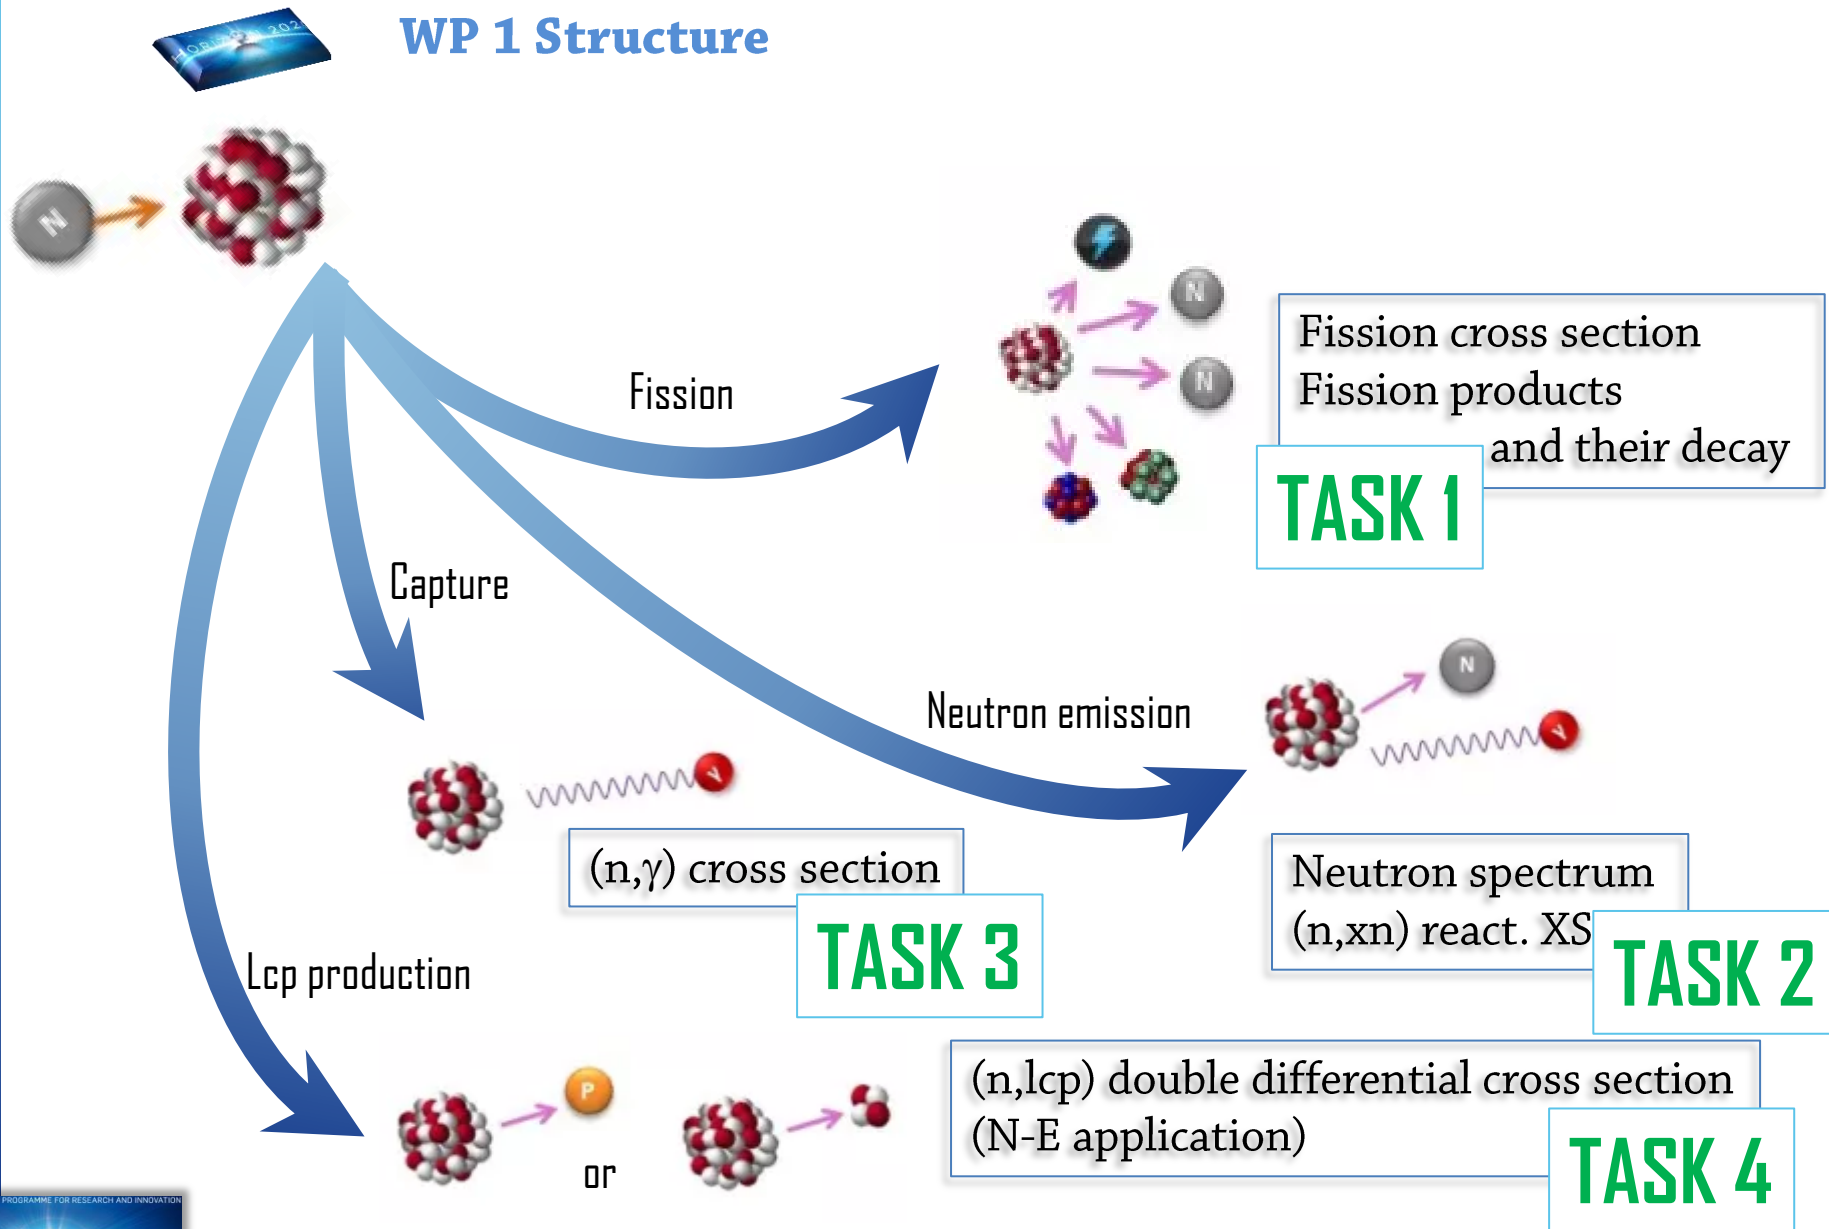 WP 1 Structure
HORIZON 202
N
N
Fission cross section
Fission
N
Fission products
and their decay
TASK 1
Capture
N
Neutron emission
γ
γ
(n,γ) cross section
Neutron spectrum
(n,xn) react. XS
TASK 3
TASK 2
Lcp production
P
(n,lcp) double differential cross section
(N-E application)
or
TASK 4
PROGRAMME FOR RESEARCH AND INNOVATION